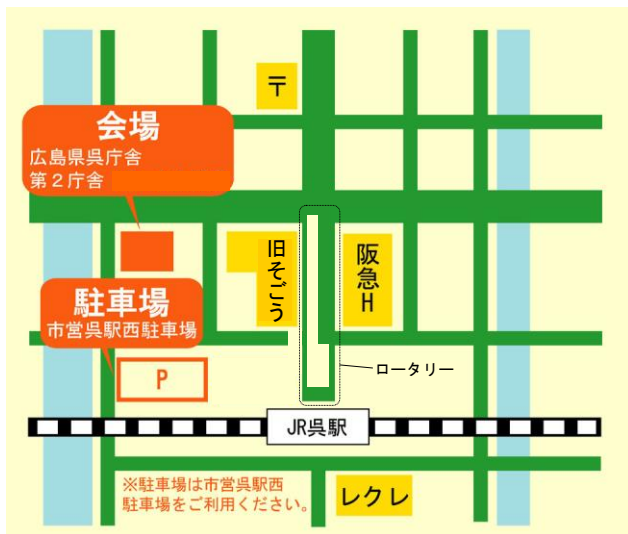 〒
会場
広島県呉庁舎
第２庁舎
旧そごう
阪急H
駐車場
市営呉駅西駐車場
P
ロータリー
JR呉駅
※駐車場は市営呉駅西
駐車場をご利用ください。
レクレ